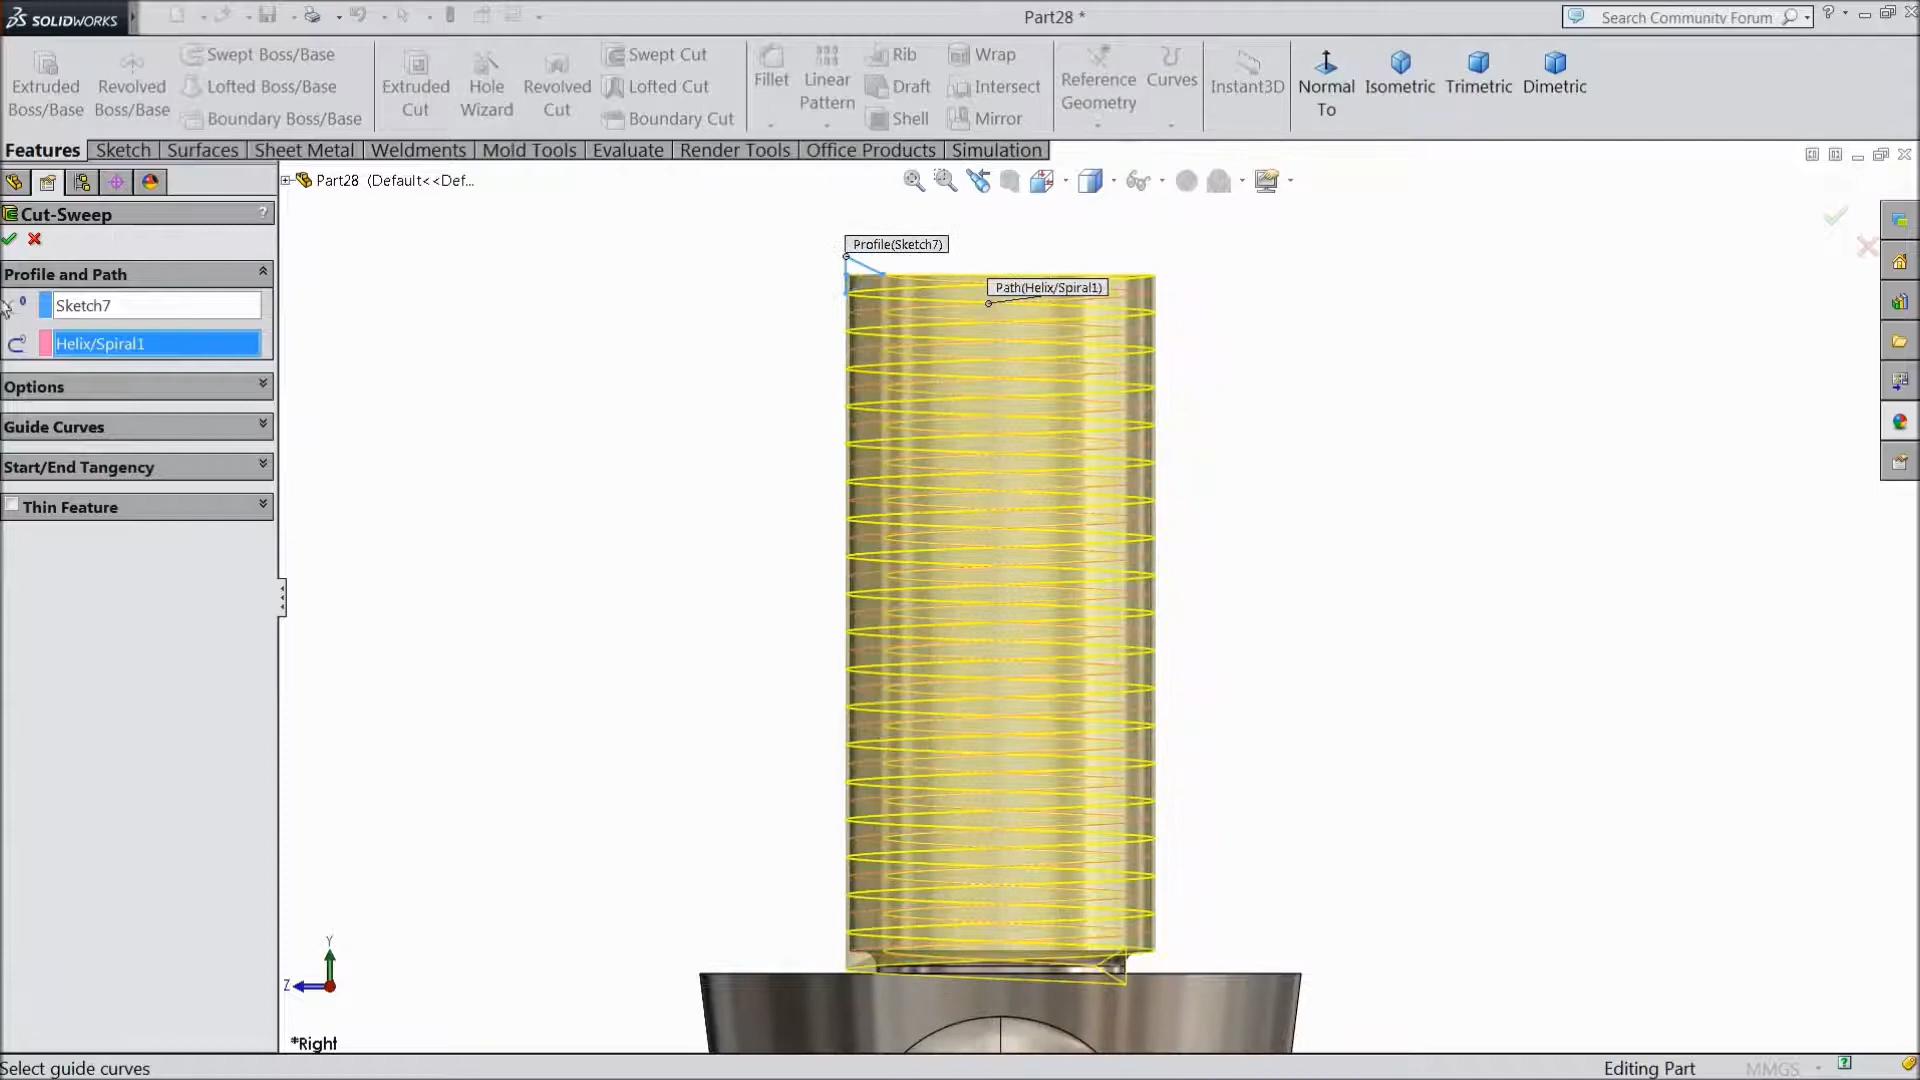 SOLIDWORKS
Part28 *
Search Community Forum
Extruded Boss/Base
Revolved Boss/Base
Swept Boss/Base
Lofted Boss/Base
Boundary Boss/Base
Extruded Cut
Hole Wizard
Revolved Cut
Swept Cut
Lofted Cut
Boundary Cut
Fillet
Linear Pattern
Rib
Draft
Shell
Wrap
Intersect
Mirror
Reference Geometry
Curves
Instant3D
Normal To
Isometric
Trimetric
Dimetric
Features
Sketch
Surfaces
Sheet Metal
Weldments
Mold Tools
Evaluate
Render Tools
Office Products
Simulation
Part28 (Default<<Def...
Cut-Sweep
?
Profile and Path
Sketch7
Helix/Spiral1
Options
Guide Curves
Start/End Tangency
Thin Feature
Profile(Sketch7)
Path(Helix/Spiral1)
Y
Z
*Right
Select guide curves
Editing Part
MMGS